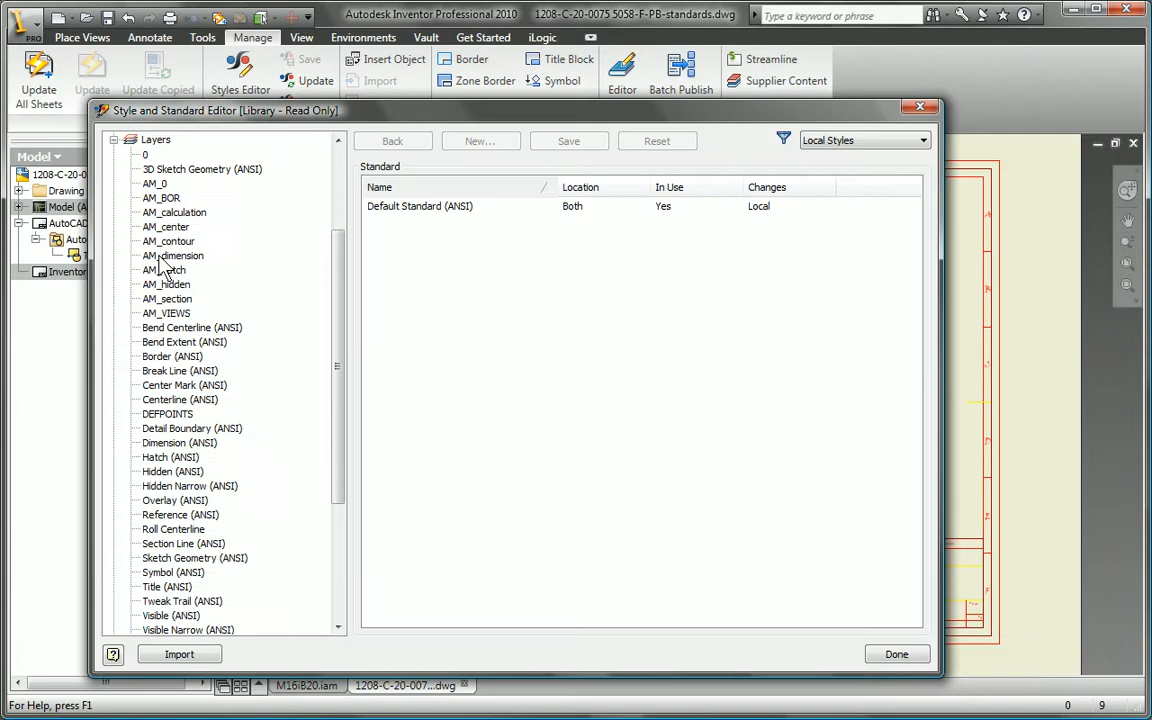 Autodesk Inventor Professional 2010 1208-C-20-0075 5058-F-PB-standards.dwg
Type a keyword or phrase
PRO
Place Views Annotate Tools Manage View Environments Vault Get Started iLogic
Update
All Sheets
Update
Update Copied
Styles Editor
Save
Update
Insert Object
Import
Border
Zone Border
Title Block
Symbol
Editor
Batch Publish
Streamline
Supplier Content
Style and Standard Editor [Library - Read Only]
Model
1208-C-20-0
Drawing
Model (A
AutoCAD
Auto
Inventor
Layers
0
3D Sketch Geometry (ANSI)
AM_0
AM_BOR
AM_calculation
AM_center
AM_contour
AM_dimension
AM_hidden
AM_section
AM_VIEWS
Bend Centerline (ANSI)
Bend Extent (ANSI)
Border (ANSI)
Break Line (ANSI)
Center Mark (ANSI)
Centerline (ANSI)
DEFPOINTS
Detail Boundary (ANSI)
Dimension (ANSI)
Hatch (ANSI)
Hidden (ANSI)
Hidden Narrow (ANSI)
Overlay (ANSI)
Reference (ANSI)
Roll Centerline
Section Line (ANSI)
Sketch Geometry (ANSI)
Symbol (ANSI)
Title (ANSI)
Tweak Trail (ANSI)
Visible (ANSI)
Visible Narrow (ANSI)
Back New... Save Reset Local Styles
Standard
Name Location In Use Changes
Default Standard (ANSI) Both Yes Local
Import
Done
M16iB20.iam 1208-C-20-007...dwg
For Help, press F1
0 9